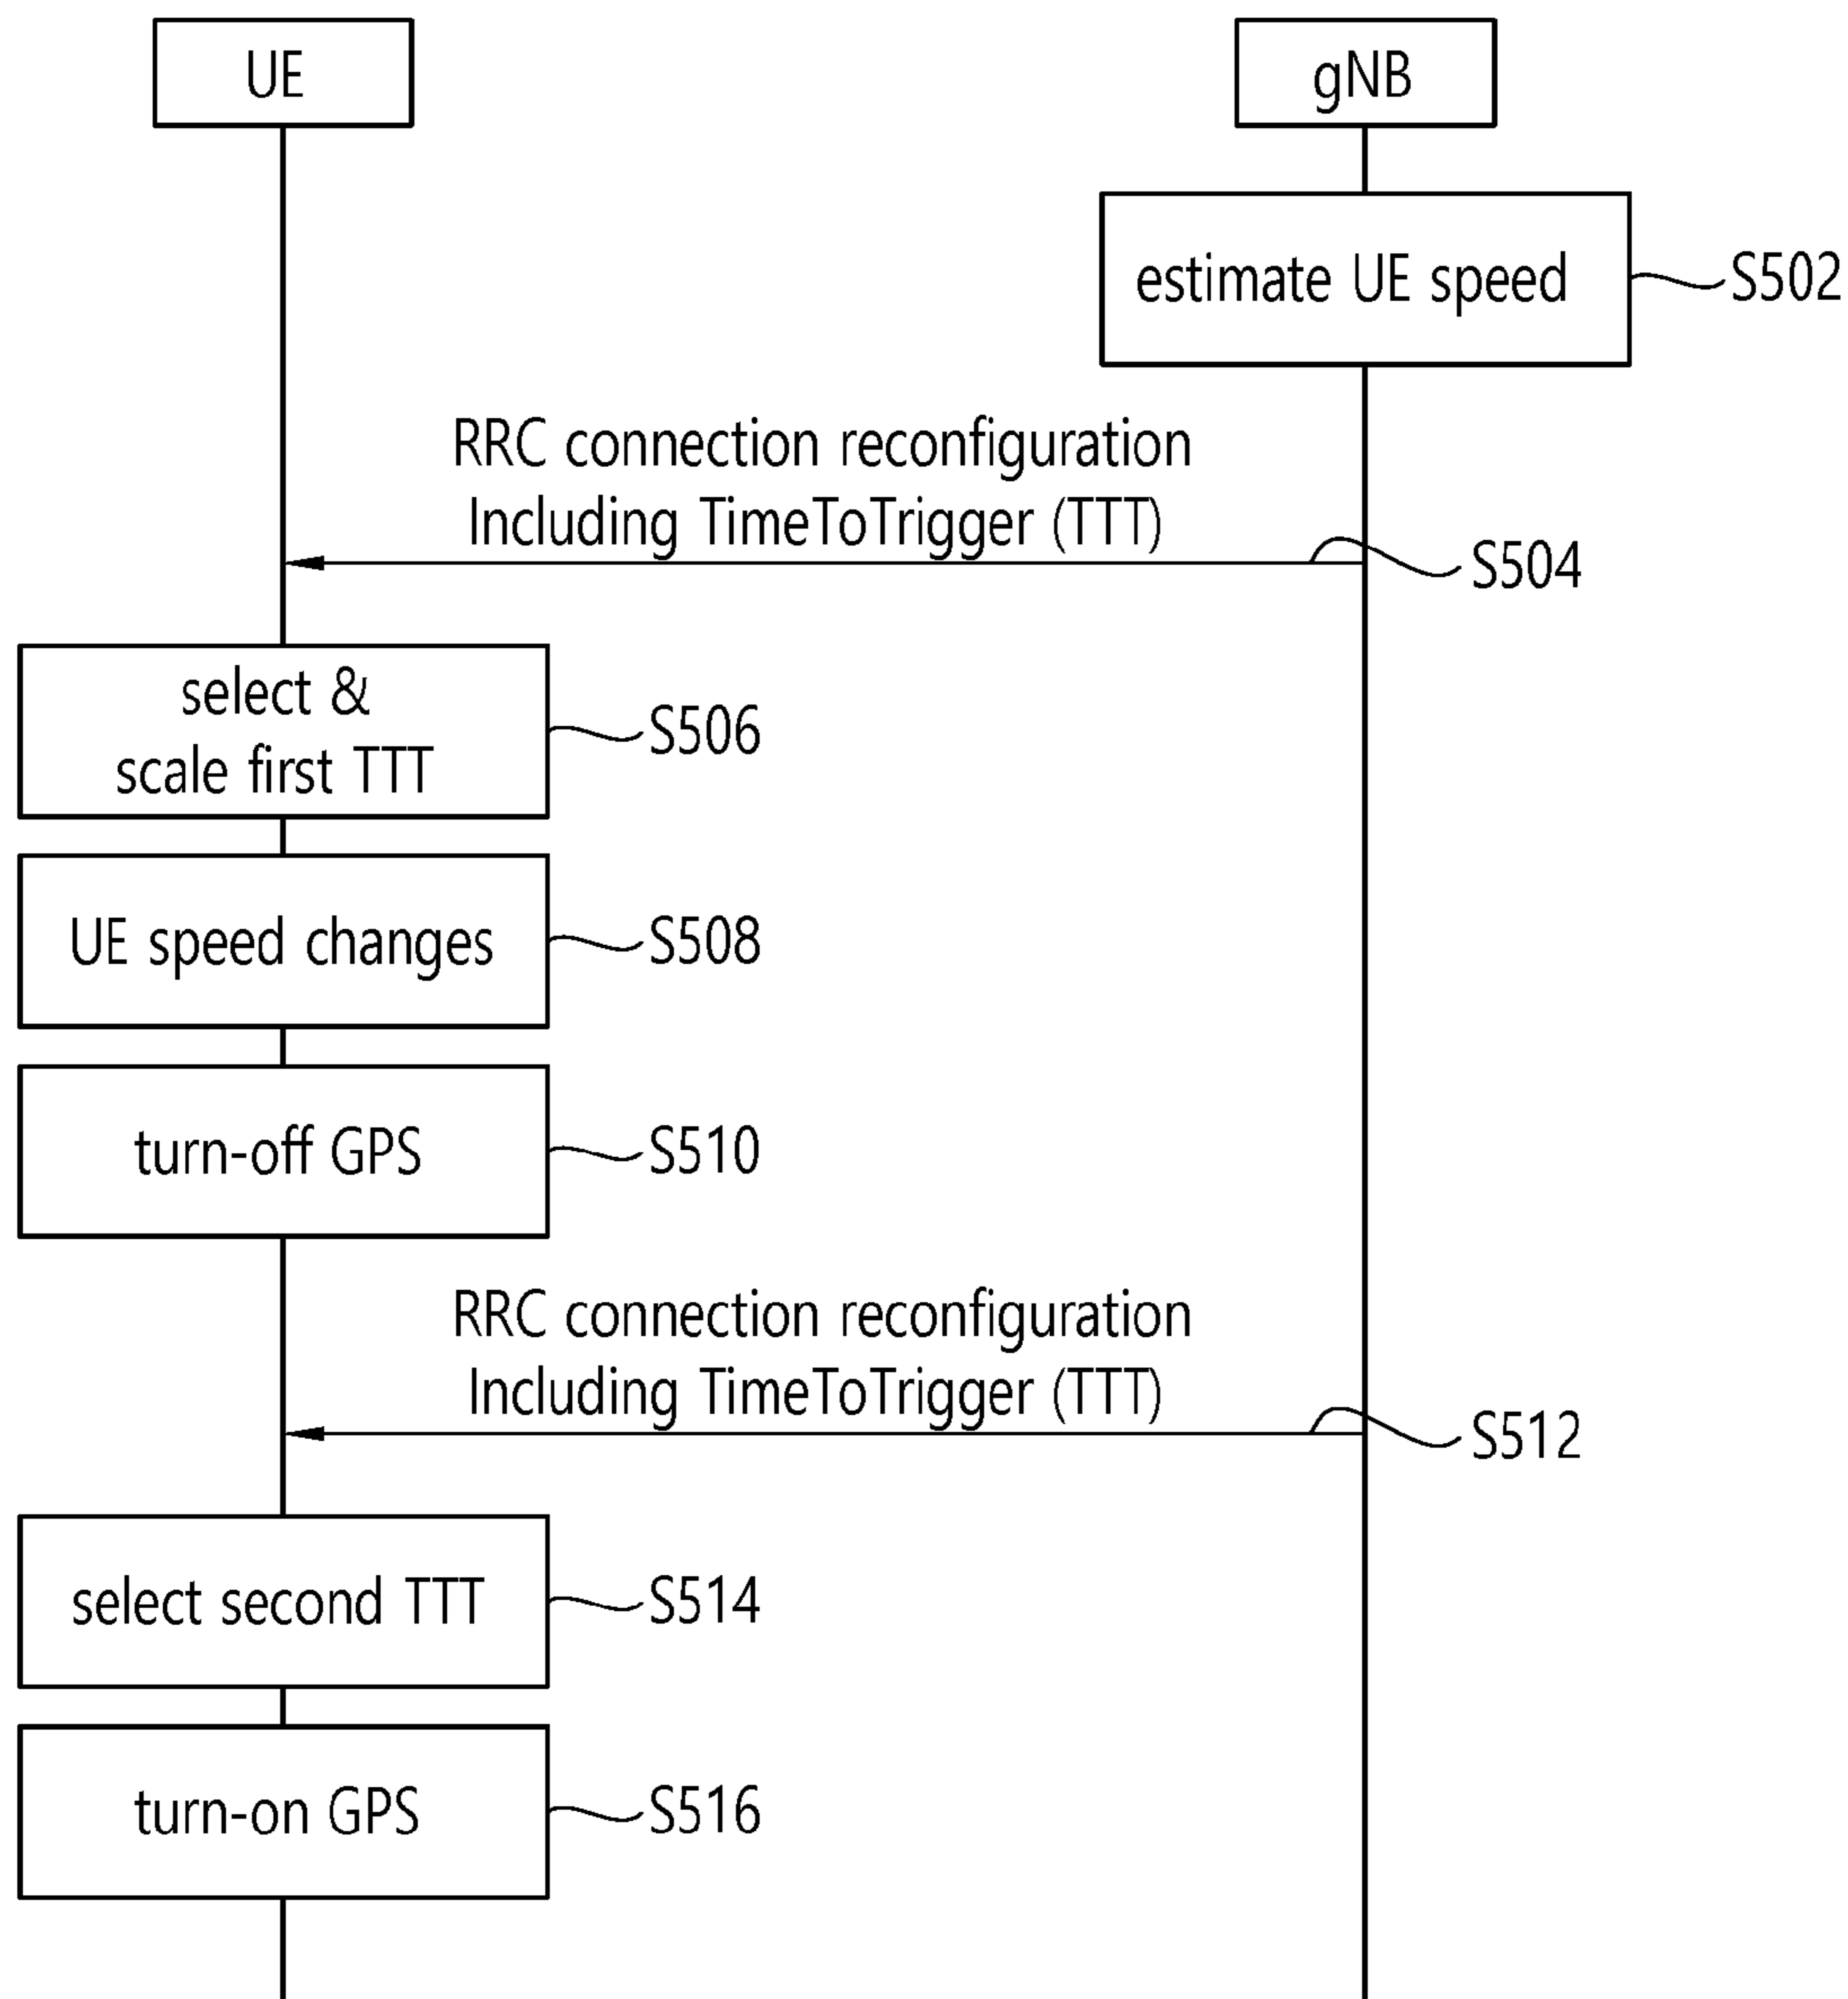 UE
gNB
estimate UE speed
S502
RRC connection reconfiguration
Including TimeToTrigger (TTT)
S504
select &
scale first TTT
S506
UE speed changes
S508
turn-off GPS
S510
RRC connection reconfiguration
Including TimeToTrigger (TTT)
S512
select second TTT
S514
turn-on GPS
S516